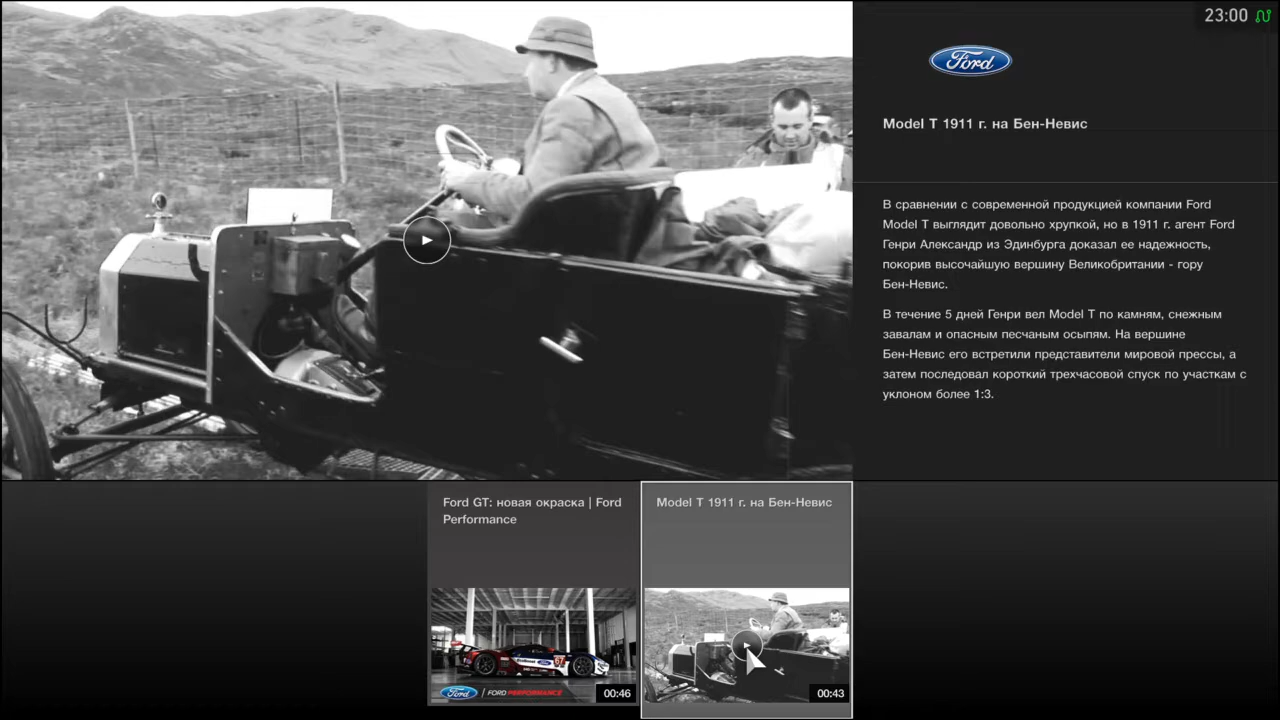 23:00
Ford
Model T 1911 г. на Бен-Невис
В сравнении с современной продукцией компании Ford
Model T выглядит довольно хрупкой, но в 1911 г. агент Ford
Генри Александр из Эдинбурга доказал ее надежность,
покорив высочайшую вершину Великобритании - гору
Бен-Невис.
В течение 5 дней Генри вел Model T по камням, снежным
завалам и опасным песчаным осыпям. На вершине
Бен-Невис его встретили представители мировой прессы, а
затем последовал короткий трехчасовой спуск по участкам с
уклоном более 1:3.
Ford GT: новая окраска | Ford
Performance
Ford | FORD PERFORMANCE
00:46
Model T 1911 г. на Бен-Невис
00:43